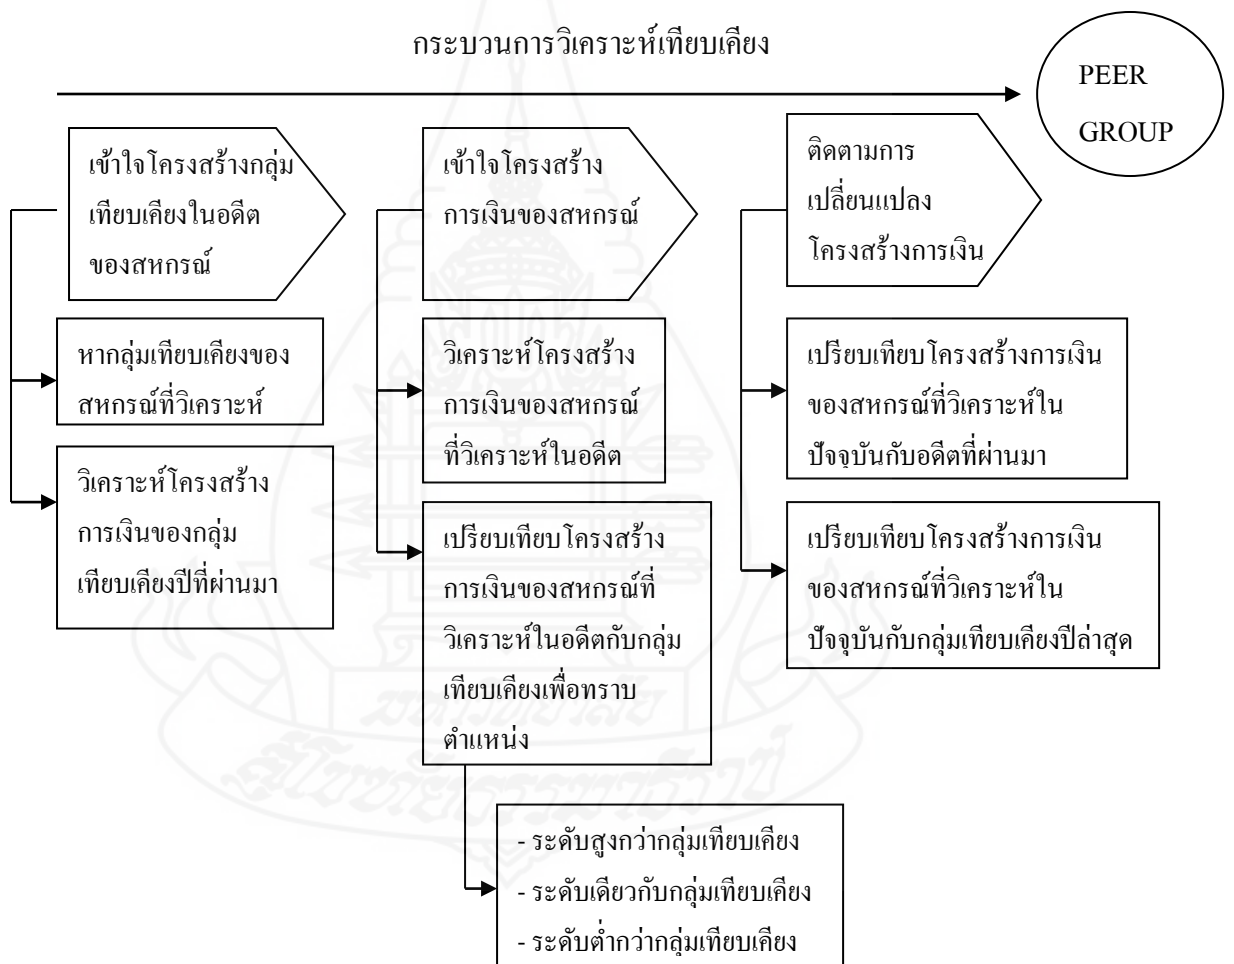 กระบวนการวิเคราะห์เทียบเคียง
PEER
GROUP
เข้าใจโครงสร้างกลุ่ม
เทียบเคียงในอดีต
ของสหกรณ์
หากลุ่มเทียบเคียงของ
สหกรณ์ที่วิเคราะห์
วิเคราะห์โครงสร้าง
การเงินของกลุ่ม
เทียบเคียงปีที่ผ่านมา
เข้าใจโครงสร้าง
การเงินของสหกรณ์
วิเคราะห์โครงสร้าง
การเงินของสหกรณ์
ที่วิเคราะห์ในอดีต
เปรียบเทียบโครงสร้าง
การเงินของสหกรณ์ที่
วิเคราะห์ในอดีตกับกลุ่ม
เทียบเคียงเพื่อทราบ
ตำแหน่ง
- ระดับสูงกว่ากลุ่มเทียบเคียง
- ระดับเดียวกับกลุ่มเทียบเคียง
- ระดับต่ำกว่ากลุ่มเทียบเคียง
ติดตามการ
เปลี่ยนแปลง
โครงสร้างการเงิน
เปรียบเทียบโครงสร้างการเงิน
ของสหกรณ์ที่วิเคราะห์ใน
ปัจจุบันกับอดีตที่ผ่านมา
เปรียบเทียบโครงสร้างการเงิน
ของสหกรณ์ที่วิเคราะห์ใน
ปัจจุบันกับกลุ่มเทียบเคียงปีล่าสุด
มหาวิทยาลัย
สุโขทัยธรรมาธิราช